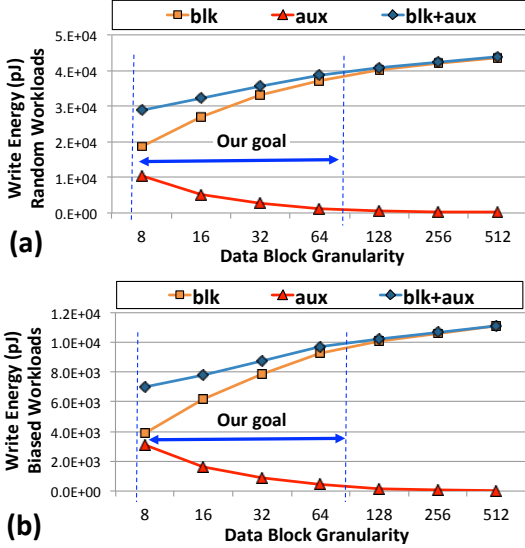 blk aux blk+aux
Write Energy (pJ)
Random Workloads
5.E+04
4.E+04
3.E+04
2.E+04
1.E+04
0.E+00
Our goal
8 16 32 64 128 256 512
Data Block Granularity
(a)
blk aux blk+aux
Write Energy (pJ)
Biased Workloads
1.2E+04
1.0E+04
8.0E+03
6.0E+03
4.0E+03
2.0E+03
0.0E+00
Our goal
8 16 32 64 128 256 512
Data Block Granularity
(b)